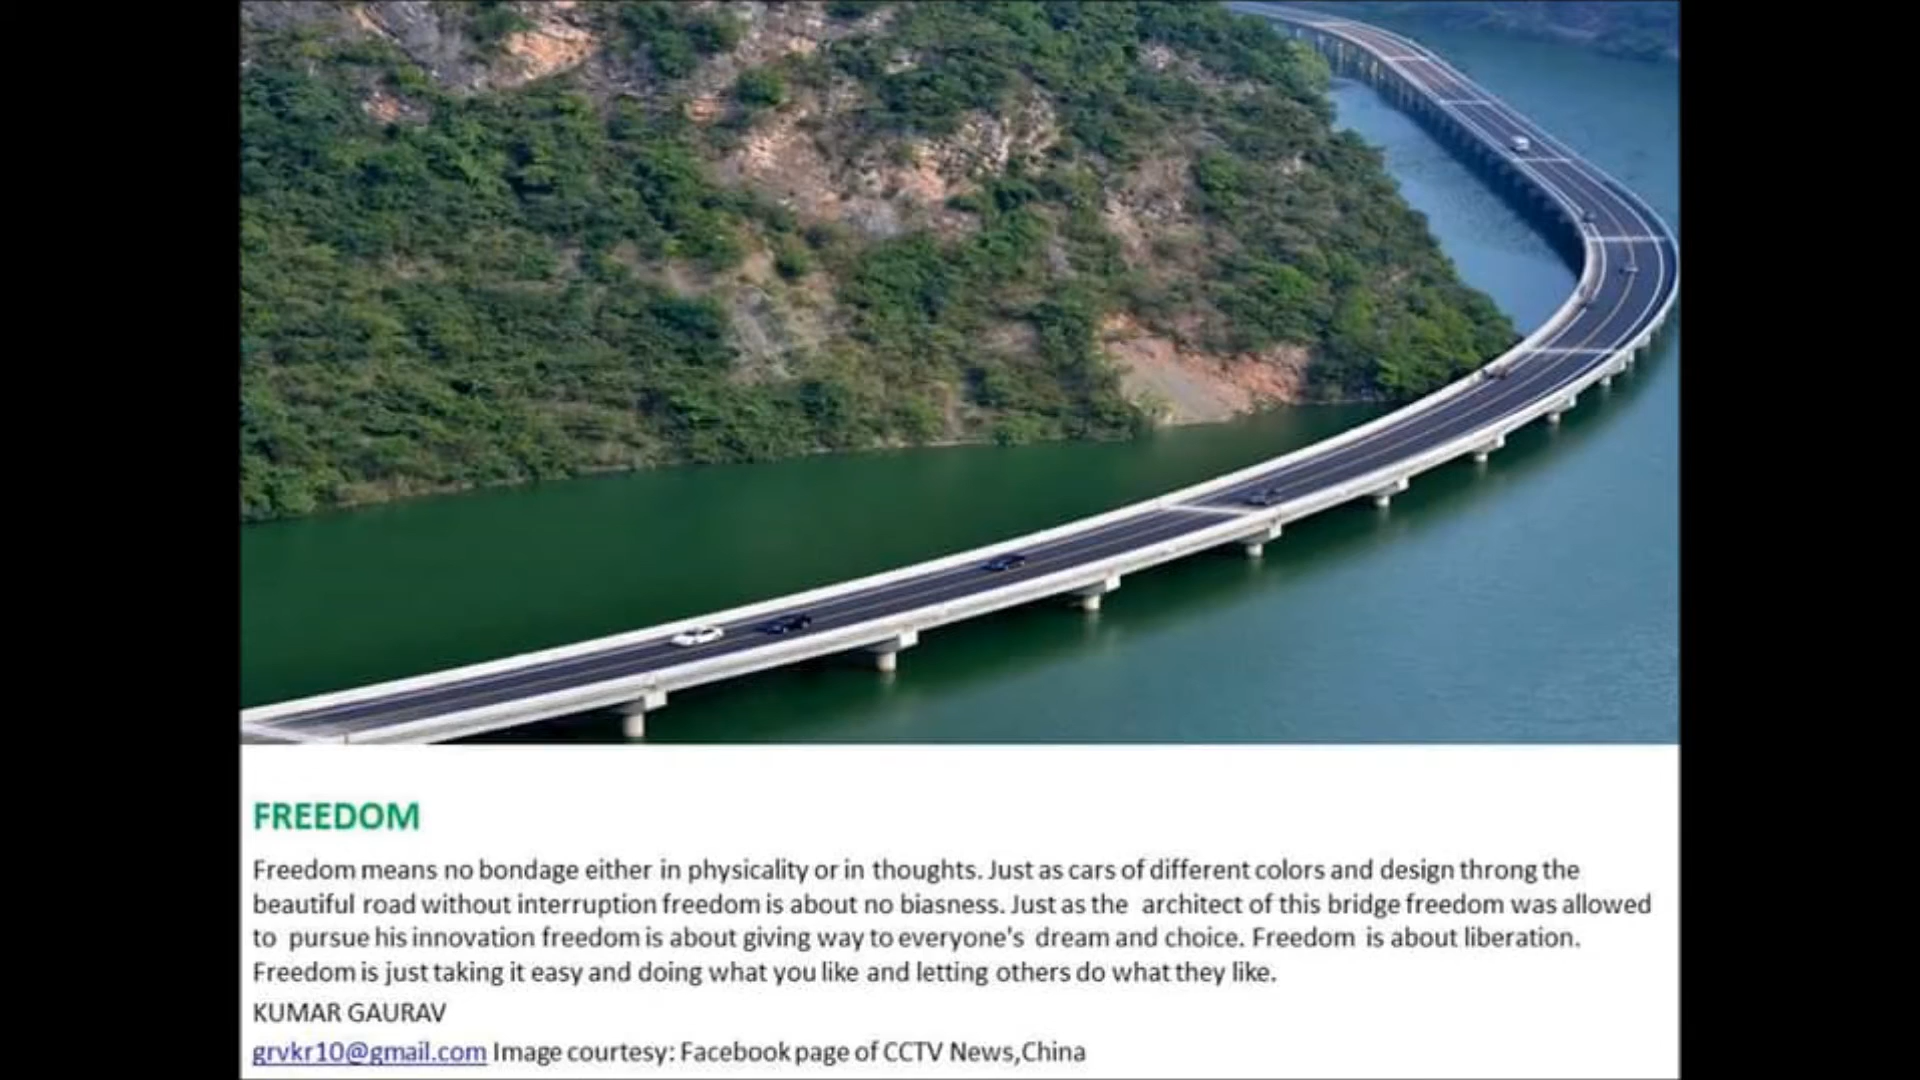 FREEDOM
Freedom means no bondage either in physicality or in thoughts. Just as cars of different colors and design throng the
beautiful road without interruption freedom is about no biasness. Just as the architect of this bridge freedom was allowed
to pursue his innovation freedom is about giving way to everyone's dream and choice. Freedom is about liberation.
Freedom is just taking it easy and doing what you like and letting others do what they like.
KUMAR GAURAV
grvkr10@gmail.com Image courtesy: Facebook page of CCTV News,China